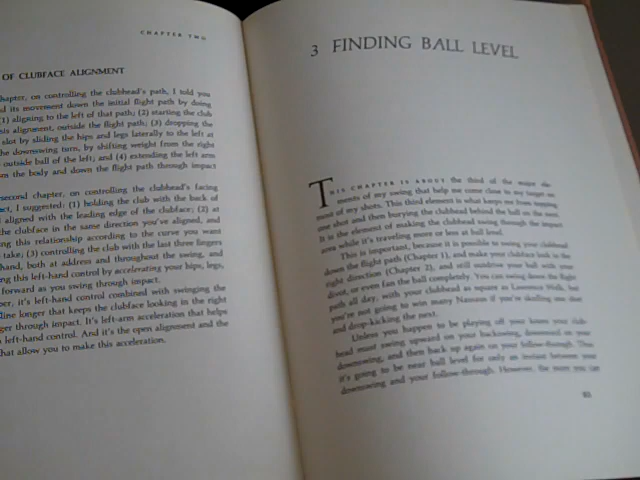 CHAPTER TWO
OF CLUBFACE ALIGNMENT
chapter, on controlling the clubhead's path, I told you
d its movement down the initial flight path by doing
(1) aligning to the left of that path; (2) starting the club
his alignment, outside the flight path; (3) dropping the
slot by sliding the hips and legs laterally to the left at
the downswing turn, by shifting weight from the right
outside ball of the left; and (4) extending the left arm
om the body and down the flight path through impact
second chapter, on controlling the clubhead's facing
ct, I suggested: (1) holding the club with the back of
aligned with the leading edge of the clubface; (2) at
the clubface in the same direction you've aligned, and
ng this relationship according to the curve you want
take; (3) controlling the club with the last three fingers
hand, both at address and throughout the swing, and
ing this left-hand control by accelerating your hips, legs,
forward as you swing through impact.
ber, it's left-hand control combined with swinging the
line longer that keeps the clubface looking in the right
ger through impact. It's left-arm acceleration that helps
left-hand control. And it's the open alignment and the
that allow you to make this acceleration.
3 FINDING BALL LEVEL
THIS CHAPTER IS ABOUT the third of the major ele-
ments of my swing that help me come close to my target on
most of my shots. This third element is what keeps me from topping
one shot and then burying the clubhead behind the ball on the next.
It is the element of making the clubhead swing through the impact
area while it's traveling more or less at ball level.
This is important, because it is possible to swing your clubhead
down the flight path (Chapter 1), and make your clubface look in the
right direction (Chapter 2), and still outdrive your ball with your
divot, or even fan the ball completely. You can swing down the flight
path all day, with your clubhead as square as Lawrence Welk, but
you're not going to win many Nassaus if you're skulling one shot
and drop-kicking the next.
Unless you happen to be playing off your knees your club-
head must swing upward on your backswing, downward on your
downswing, and then back up again on your follow-through. Thus
it's going to be near ball level for only an instant between your
downswing and your follow-through. However, the more you can